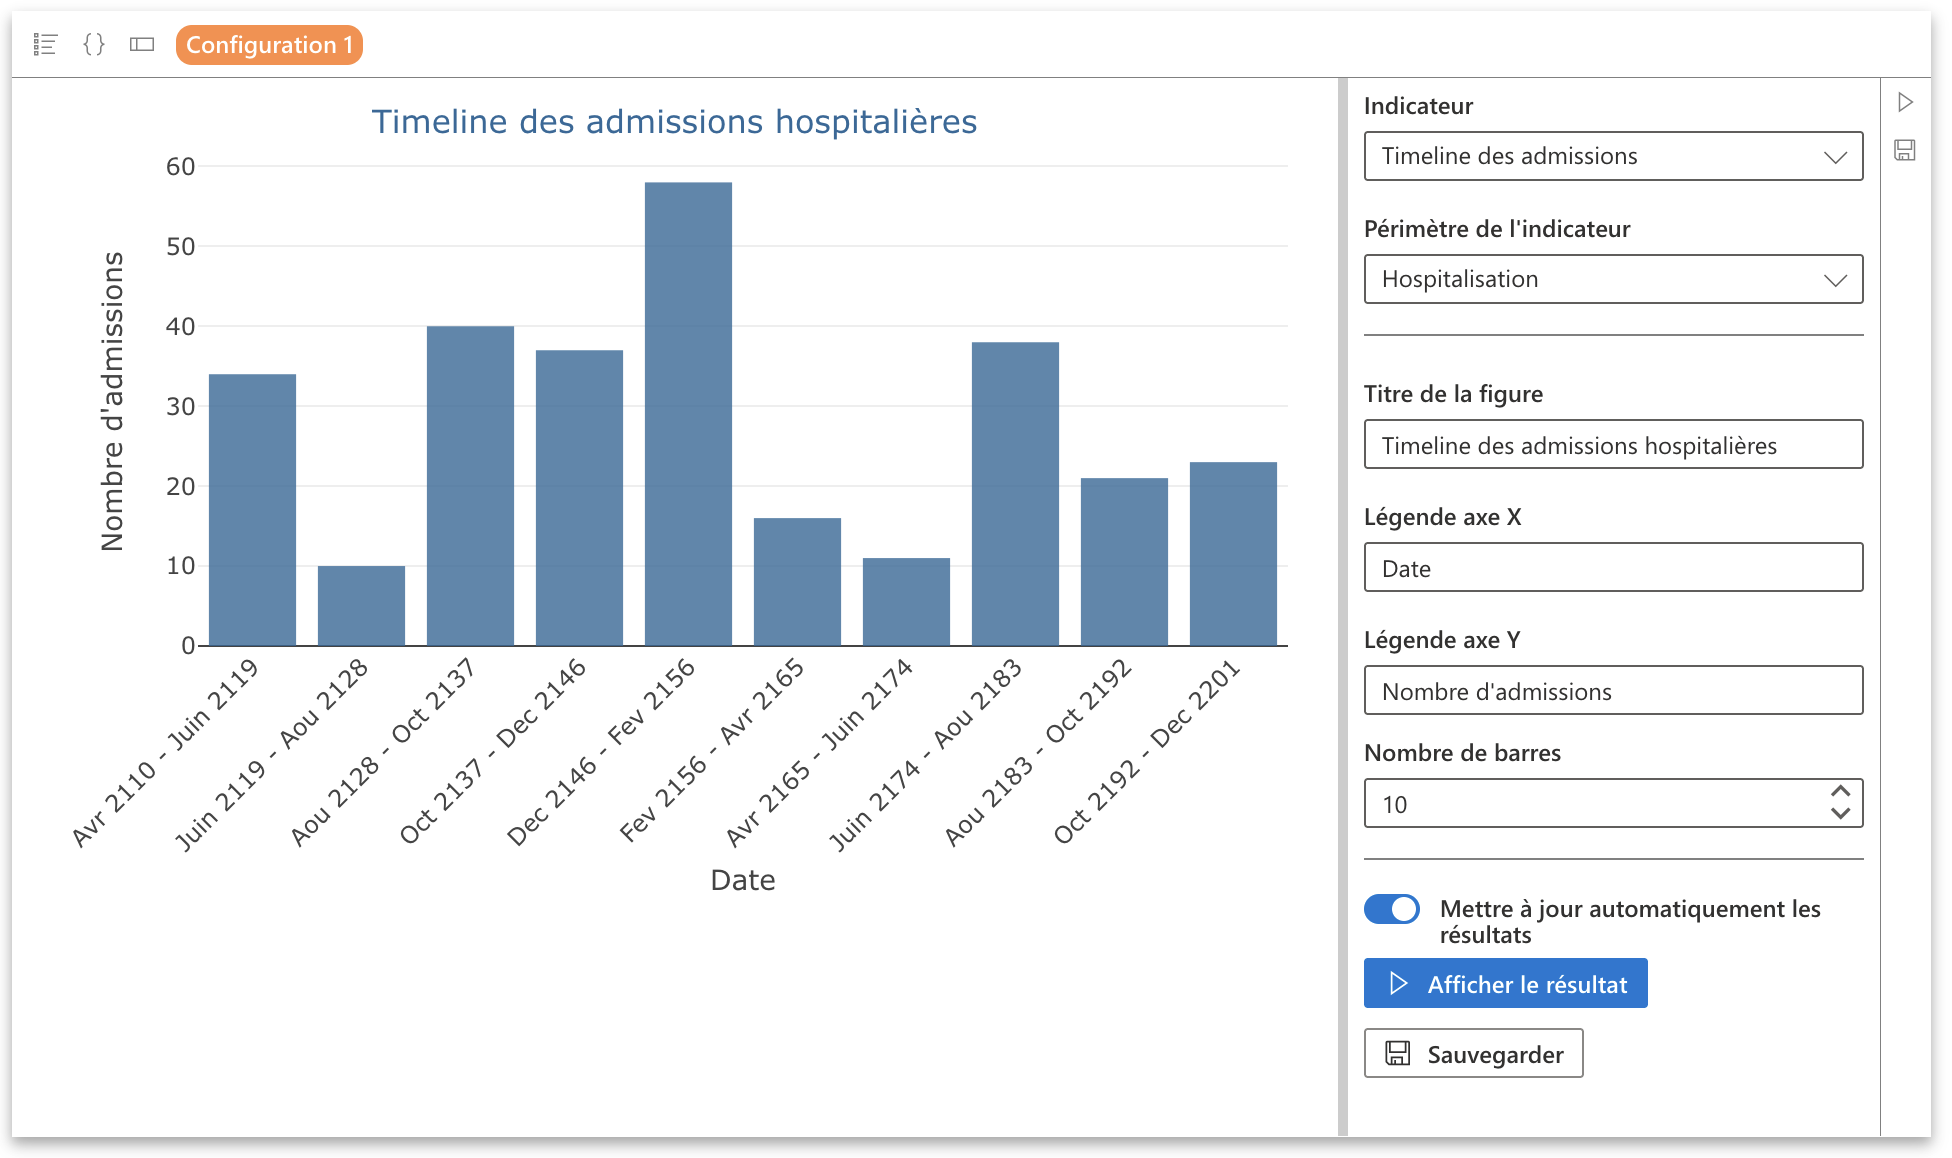 Configuration 1
Timeline des admissions hospitalières
Nombre d'admissions
60
50
40
30
20
10
0
Avr 2110 - Juin 2119
Juin 2119 - Aou 2128
Aou 2128 - Oct 2137
Oct 2137 - Dec 2146
Dec 2146 - Fev 2156
Fev 2156 - Avr 2165
Avr 2165 - Juin 2174
Juin 2174 - Aou 2183
Aou 2183 - Oct 2192
Oct 2192 - Dec 2201
Date
Indicateur
Timeline des admissions
Périmètre de l'indicateur
Hospitalisation
Titre de la figure
Timeline des admissions hospitalières
Légende axe X
Date
Légende axe Y
Nombre d'admissions
Nombre de barres
10
Mettre à jour automatiquement les
résultats
Afficher le résultat
Sauvegarder